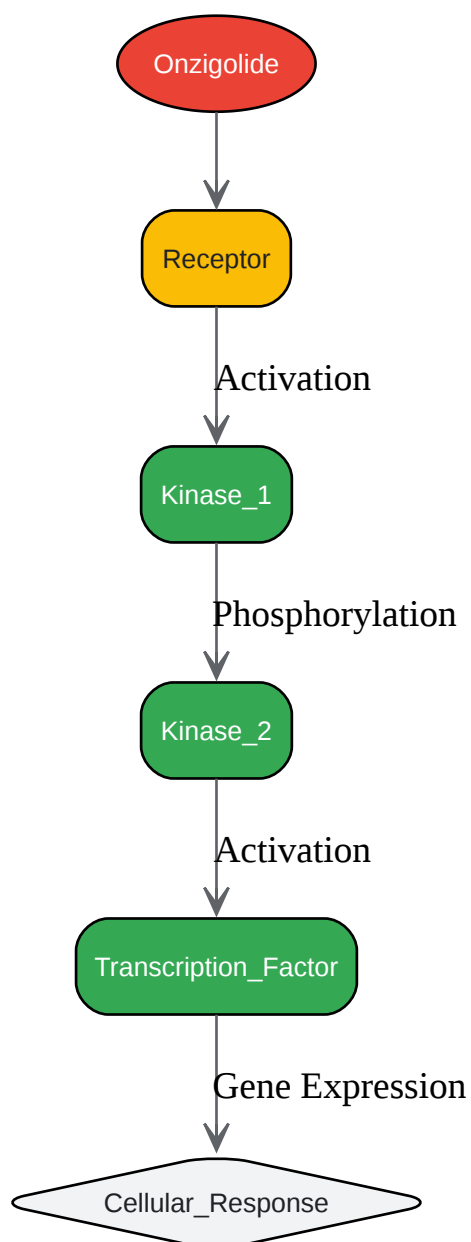 Onzigolide
Receptor
Activation
Kinase_1
Phosphorylation
Kinase_2
Activation
Transcription_Factor
Gene Expression
Cellular_Response